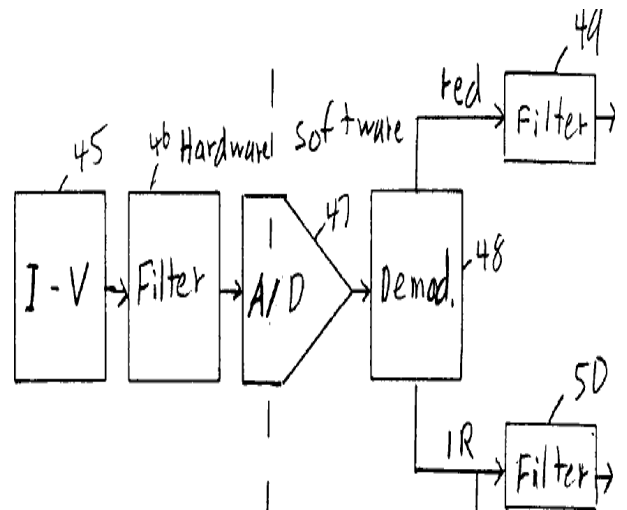 49
red
Filter
45
46 Hardware Software
47
I-V
Filter
A/D
Demod.
48
50
IR
Filter